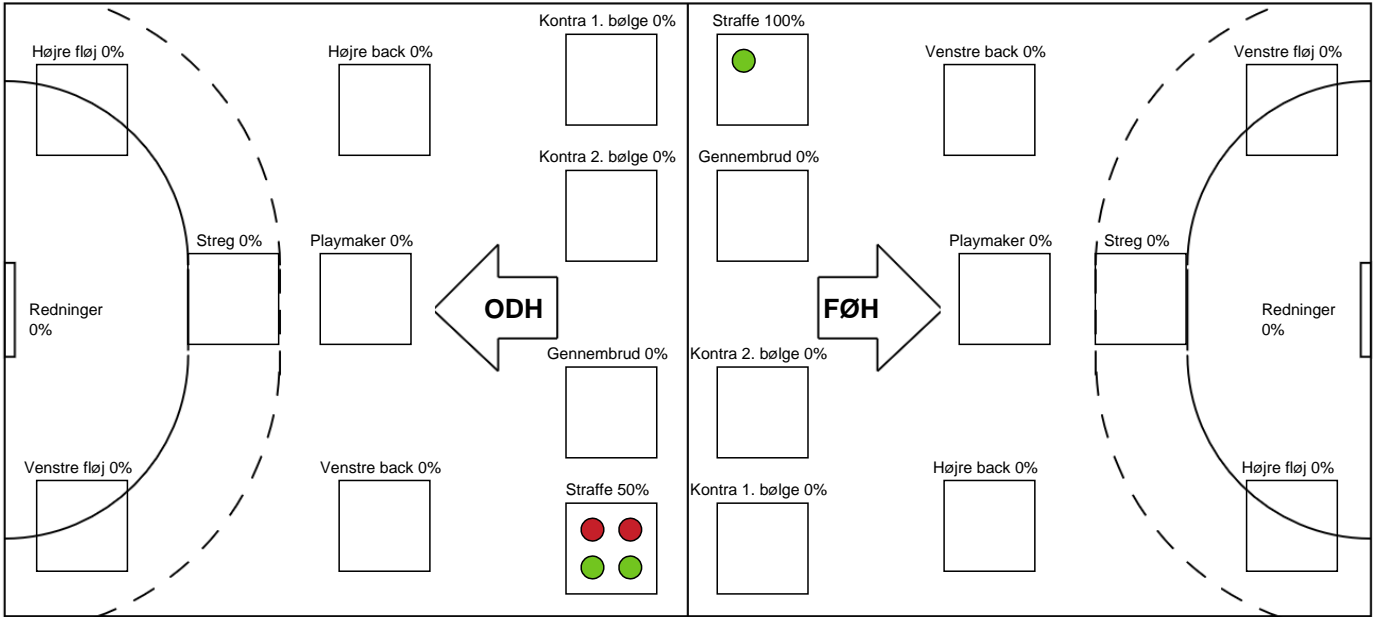 Kontra 1. bølge 0%
Straffe 100%
Højre fløj 0%
Højre back 0%
Venstre back 0%
Venstre fløj 0%
Kontra 2. bølge 0%
Gennembrud 0%
Streg 0%
Playmaker 0%
Playmaker 0%
Streg 0%
Redninger
0%
ODH
FØH
Redninger
0%
Gennembrud 0%
Kontra 2. bølge 0%
Venstre fløj 0%
Venstre back 0%
Højre back 0%
Højre fløj 0%
Straffe 50%
Kontra 1. bølge 0%